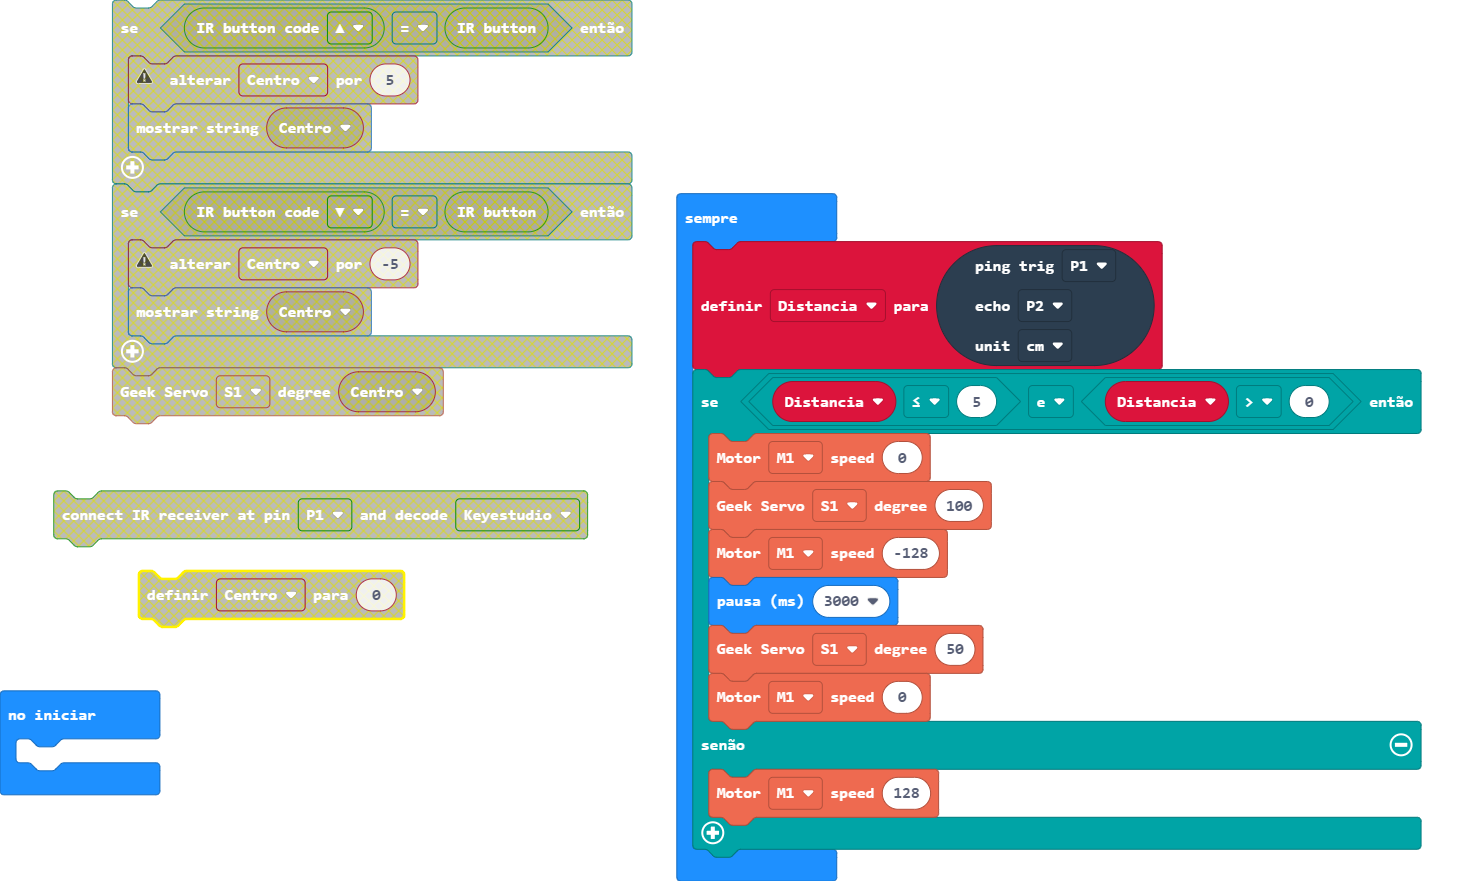 se IR button code ▲ = IR button então
alterar Centro por 5
mostrar string Centro
se IR button code ▼ = IR button então
alterar Centro por -5
mostrar string Centro
Geek Servo S1 degree Centro
connect IR receiver at pin P1 and decode Keyestudio
definir Centro para 0
no iniciar
sempre
definir Distancia para ping trig P1
echo P2
unit cm
se Distancia ≤ 5 e Distancia > 0 então
Motor M1 speed 0
Geek Servo S1 degree 100
Motor M1 speed -128
pausa (ms) 3000
Geek Servo S1 degree 50
Motor M1 speed 0
senão
Motor M1 speed 128